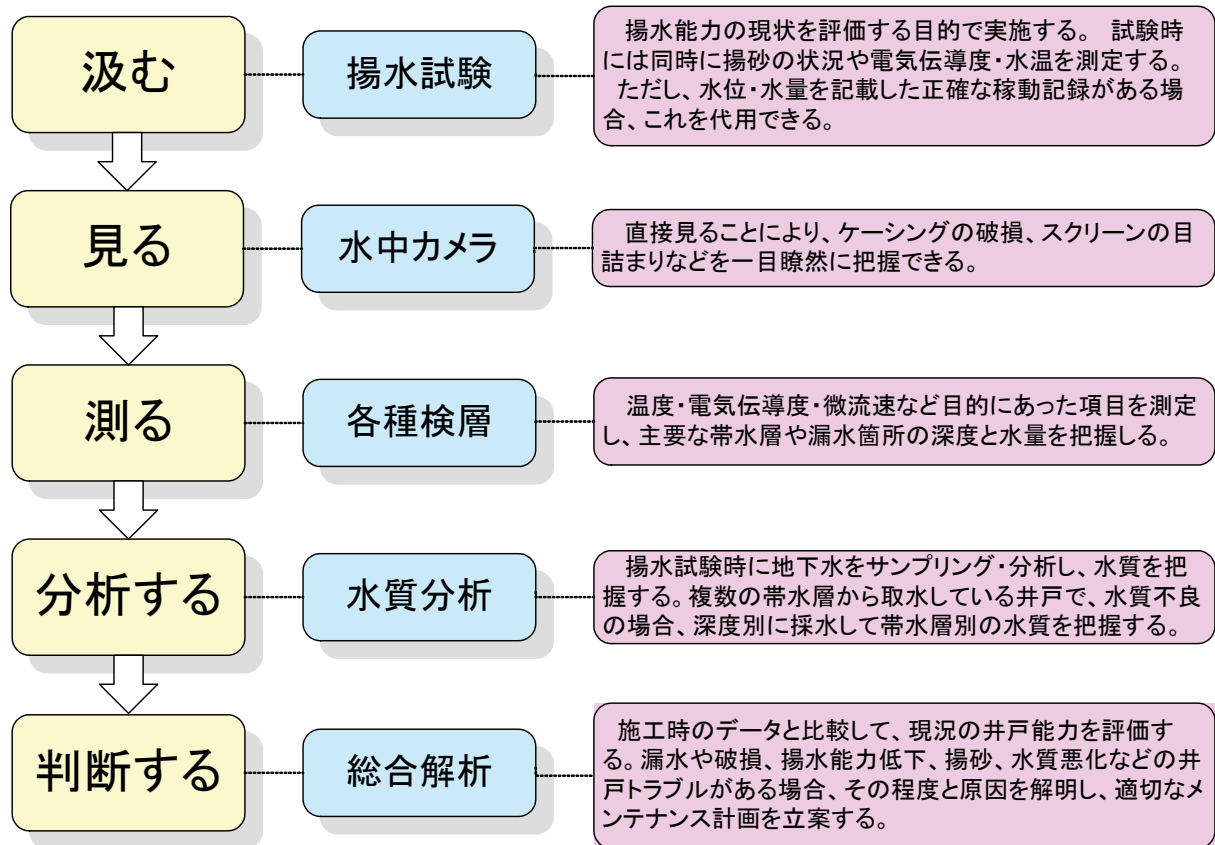 汲む
揚水試験
揚水能力の現状を評価する目的で実施する。 試験時
には同時に揚砂の状況や電気伝導度・水温を測定する。
ただし、水位・水量を記載した正確な稼動記録がある場
合、これを代用できる。
見る
水中カメラ
直接見ることにより、ケーシングの破損、スクリーンの目
詰まりなどを一目瞭然に把握できる。
測る
各種検層
温度・電気伝導度・微流速など目的にあった項目を測定
し、主要な帯水層や漏水箇所の深度と水量を把握しる。
分析する
水質分析
揚水試験時に地下水をサンプリング・分析し、水質を把
握する。複数の帯水層から取水している井戸で、水質不良
の場合、深度別に採水して帯水層別の水質を把握する。
判断する
総合解析
施工時のデータと比較して、現況の井戸能力を評価す
る。漏水や破損、揚水能力低下、揚砂、水質悪化などの井
戸トラブルがある場合、その程度と原因を解明し、適切なメ
ンテナンス計画を立案する。